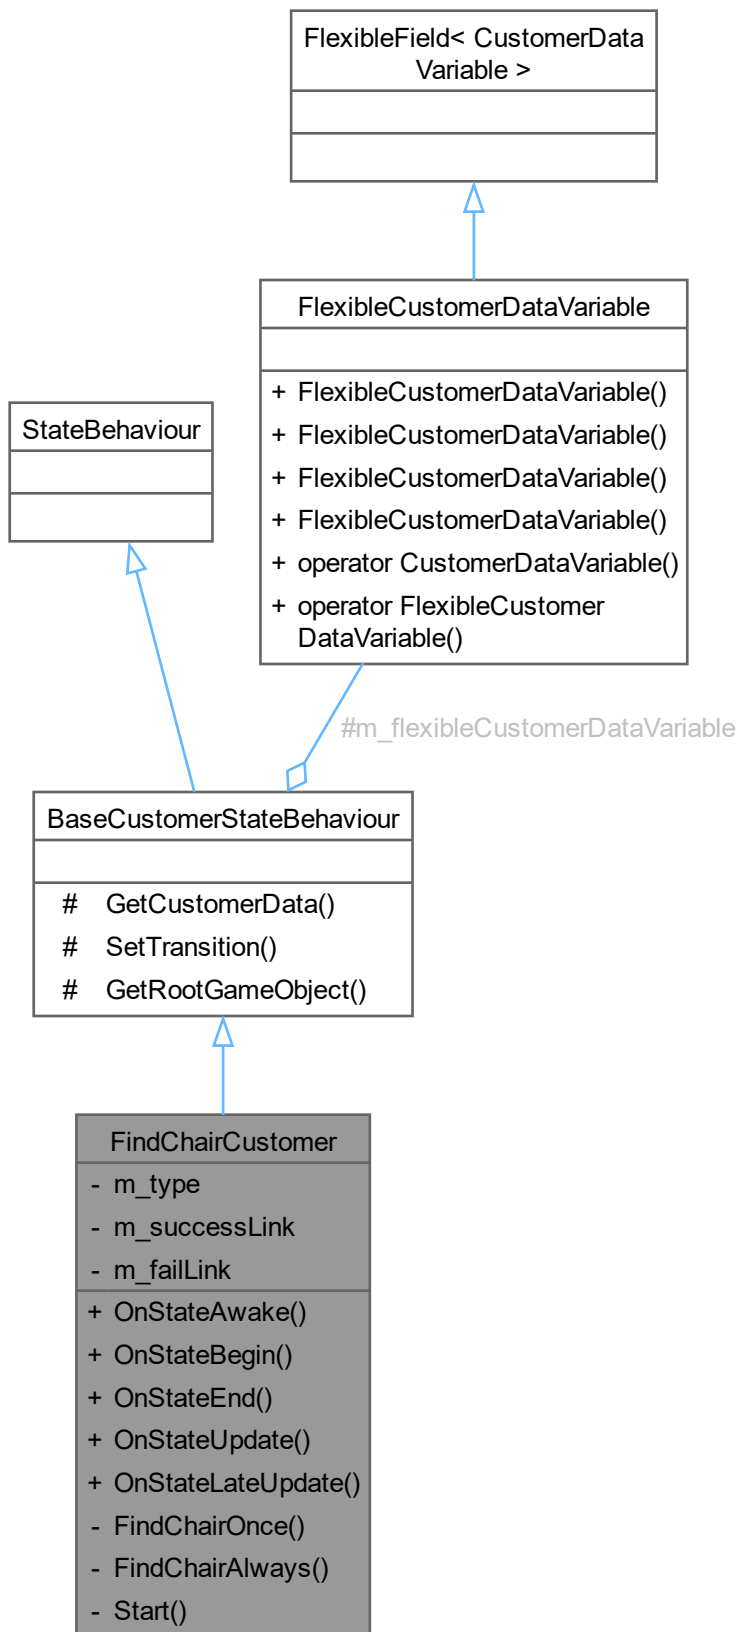 FlexibleField< CustomerData
Variable >
FlexibleCustomerDataVariable
+ FlexibleCustomerDataVariable()
+ FlexibleCustomerDataVariable()
+ FlexibleCustomerDataVariable()
+ FlexibleCustomerDataVariable()
+ operator CustomerDataVariable()
+ operator FlexibleCustomer
DataVariable()
StateBehaviour
#m_flexibleCustomerDataVariable
BaseCustomerStateBehaviour
# GetCustomerData()
# SetTransition()
# GetRootGameObject()
FindChairCustomer
- m_type
- m_successLink
- m_failLink
+ OnStateAwake()
+ OnStateBegin()
+ OnStateEnd()
+ OnStateUpdate()
+ OnStateLateUpdate()
- FindChairOnce()
- FindChairAlways()
- Start()